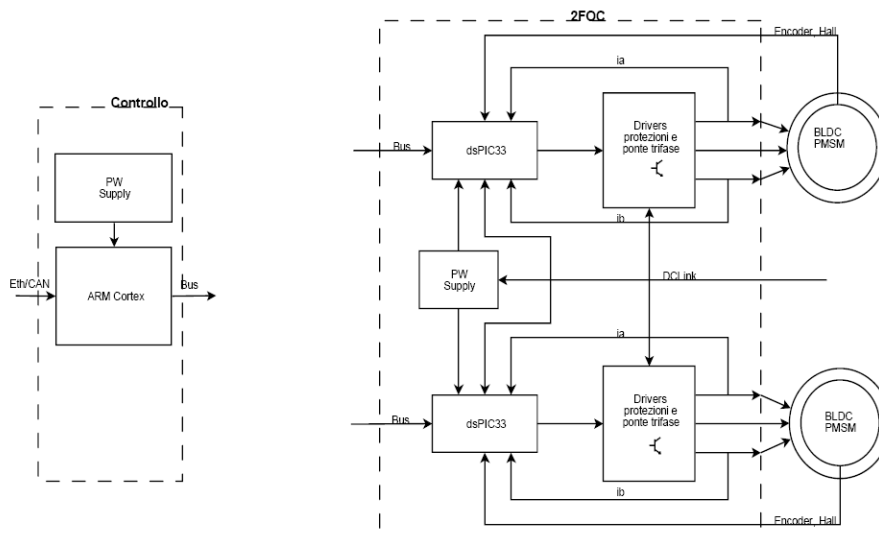 Controllo
PW
Supply
Eth/CAN
ARM Cortex
Bus
2FOC
Encoder, Hall
ia
Bus
dsPIC33
Drivers
protezioni e
ponte trifase
BLDC
PMSM
ib
PW
Supply
DCLink
ia
Bus
dsPIC33
Drivers
protezioni e
ponte trifase
BLDC
PMSM
ib
Encoder, Hall